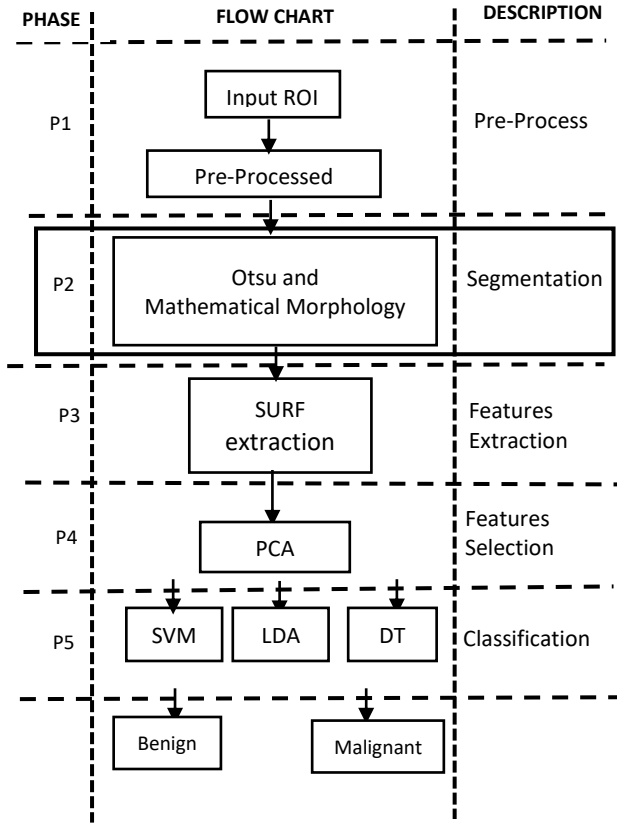 PHASE FLOW CHART DESCRIPTION
Input ROI
P1 Pre-Process
Pre-Processed
Otsu and
P2 Mathematical Morphology Segmentation
SURF
P3 Features
extraction Extraction
P4 PCA Features
Selection
SVM LDA DT
P5 Classification
Benign Malignant